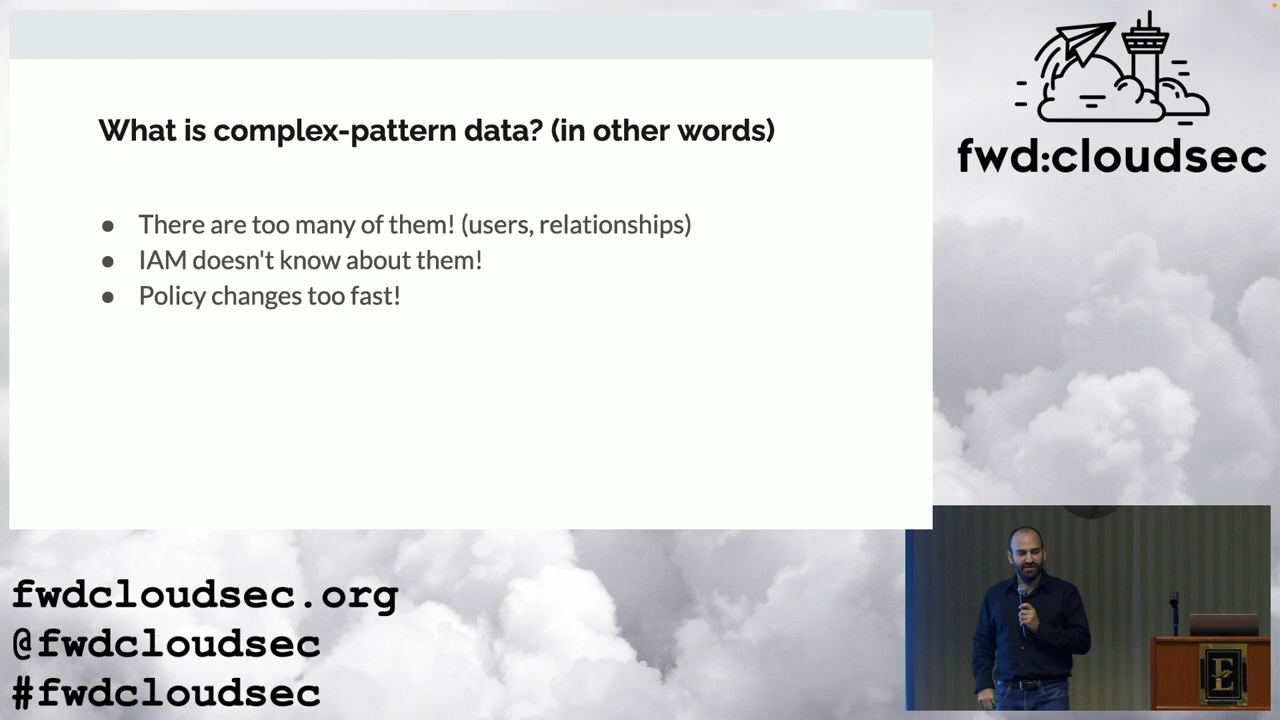 What is complex-pattern data? (in other words)
● There are too many of them! (users, relationships)
● IAM doesn't know about them!
● Policy changes too fast!
fwd:cloudsec
fwdcloudsec.org
@fwdcloudsec
#fwdcloudsec
E